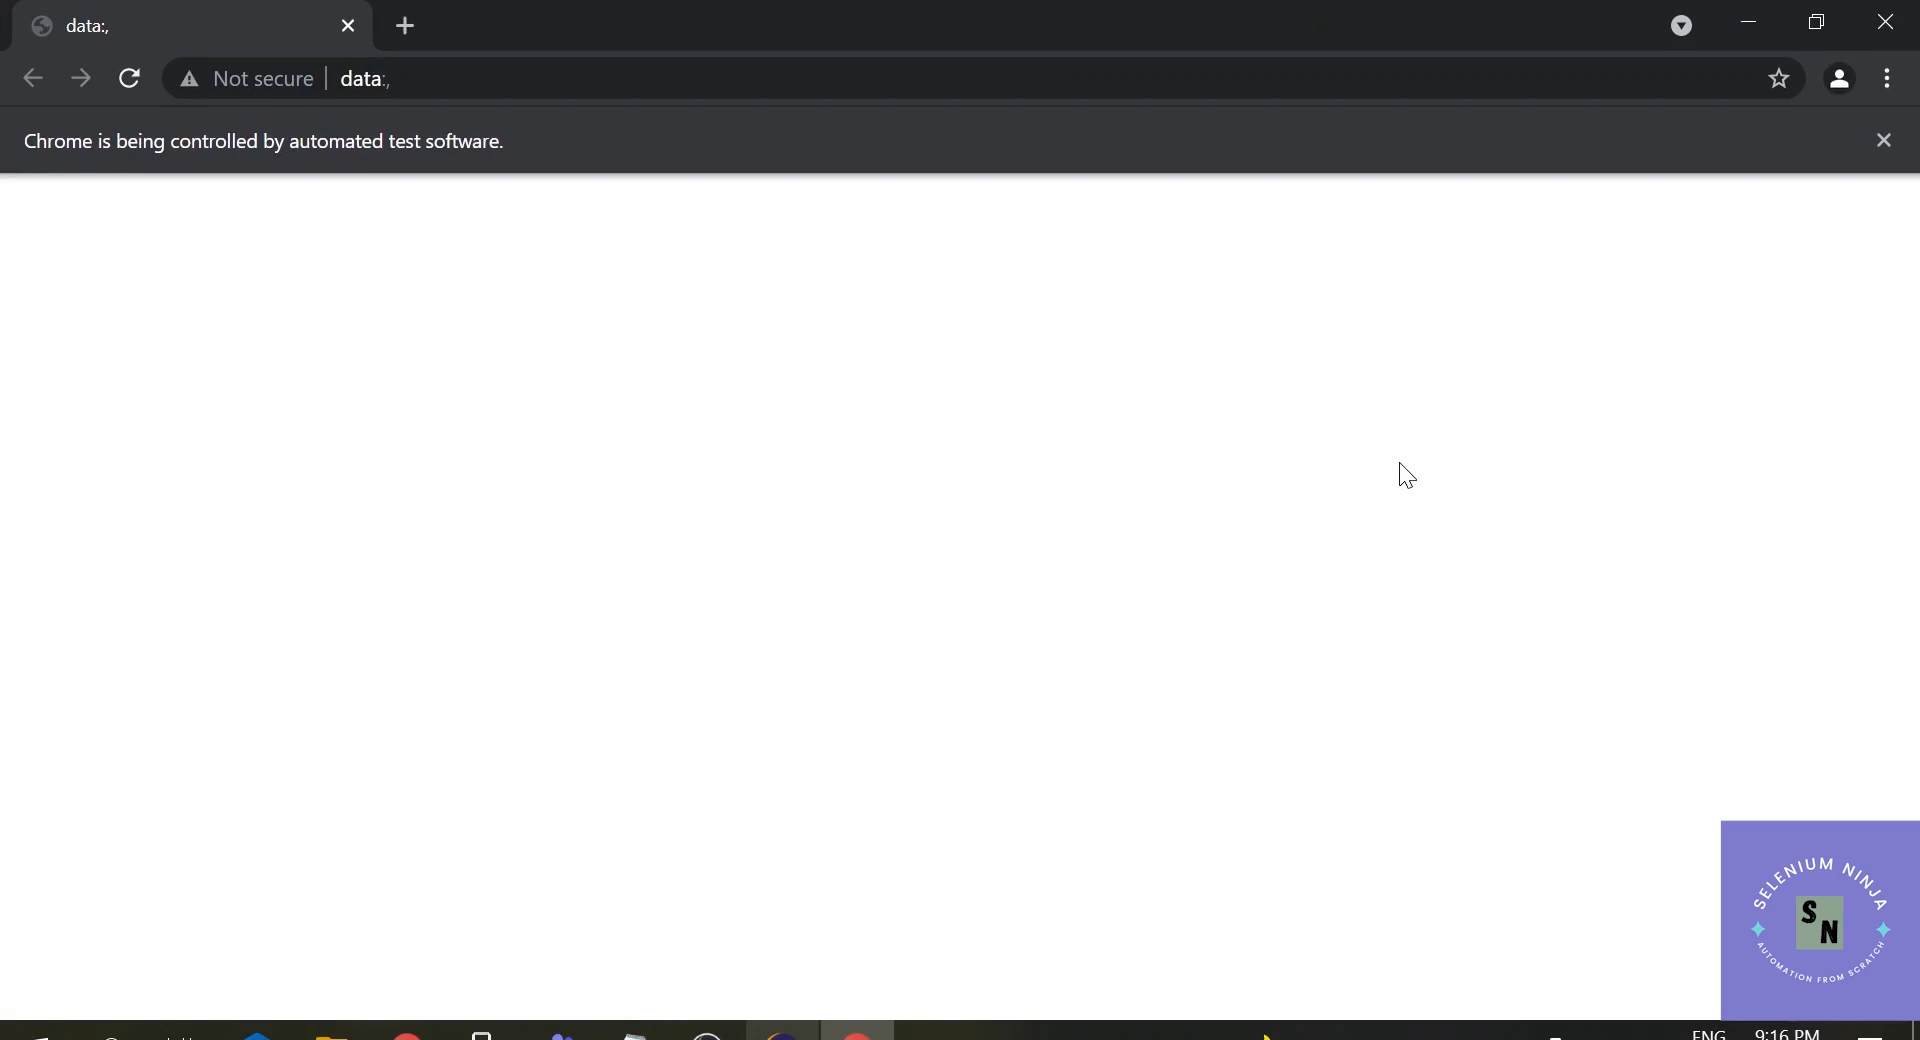 data:,
Not secure
data:,
Chrome is being controlled by automated test software.
SELENIUM NINJA
S
N
AUTOMATION FROM SCRATCH
ENG
9:16 PM